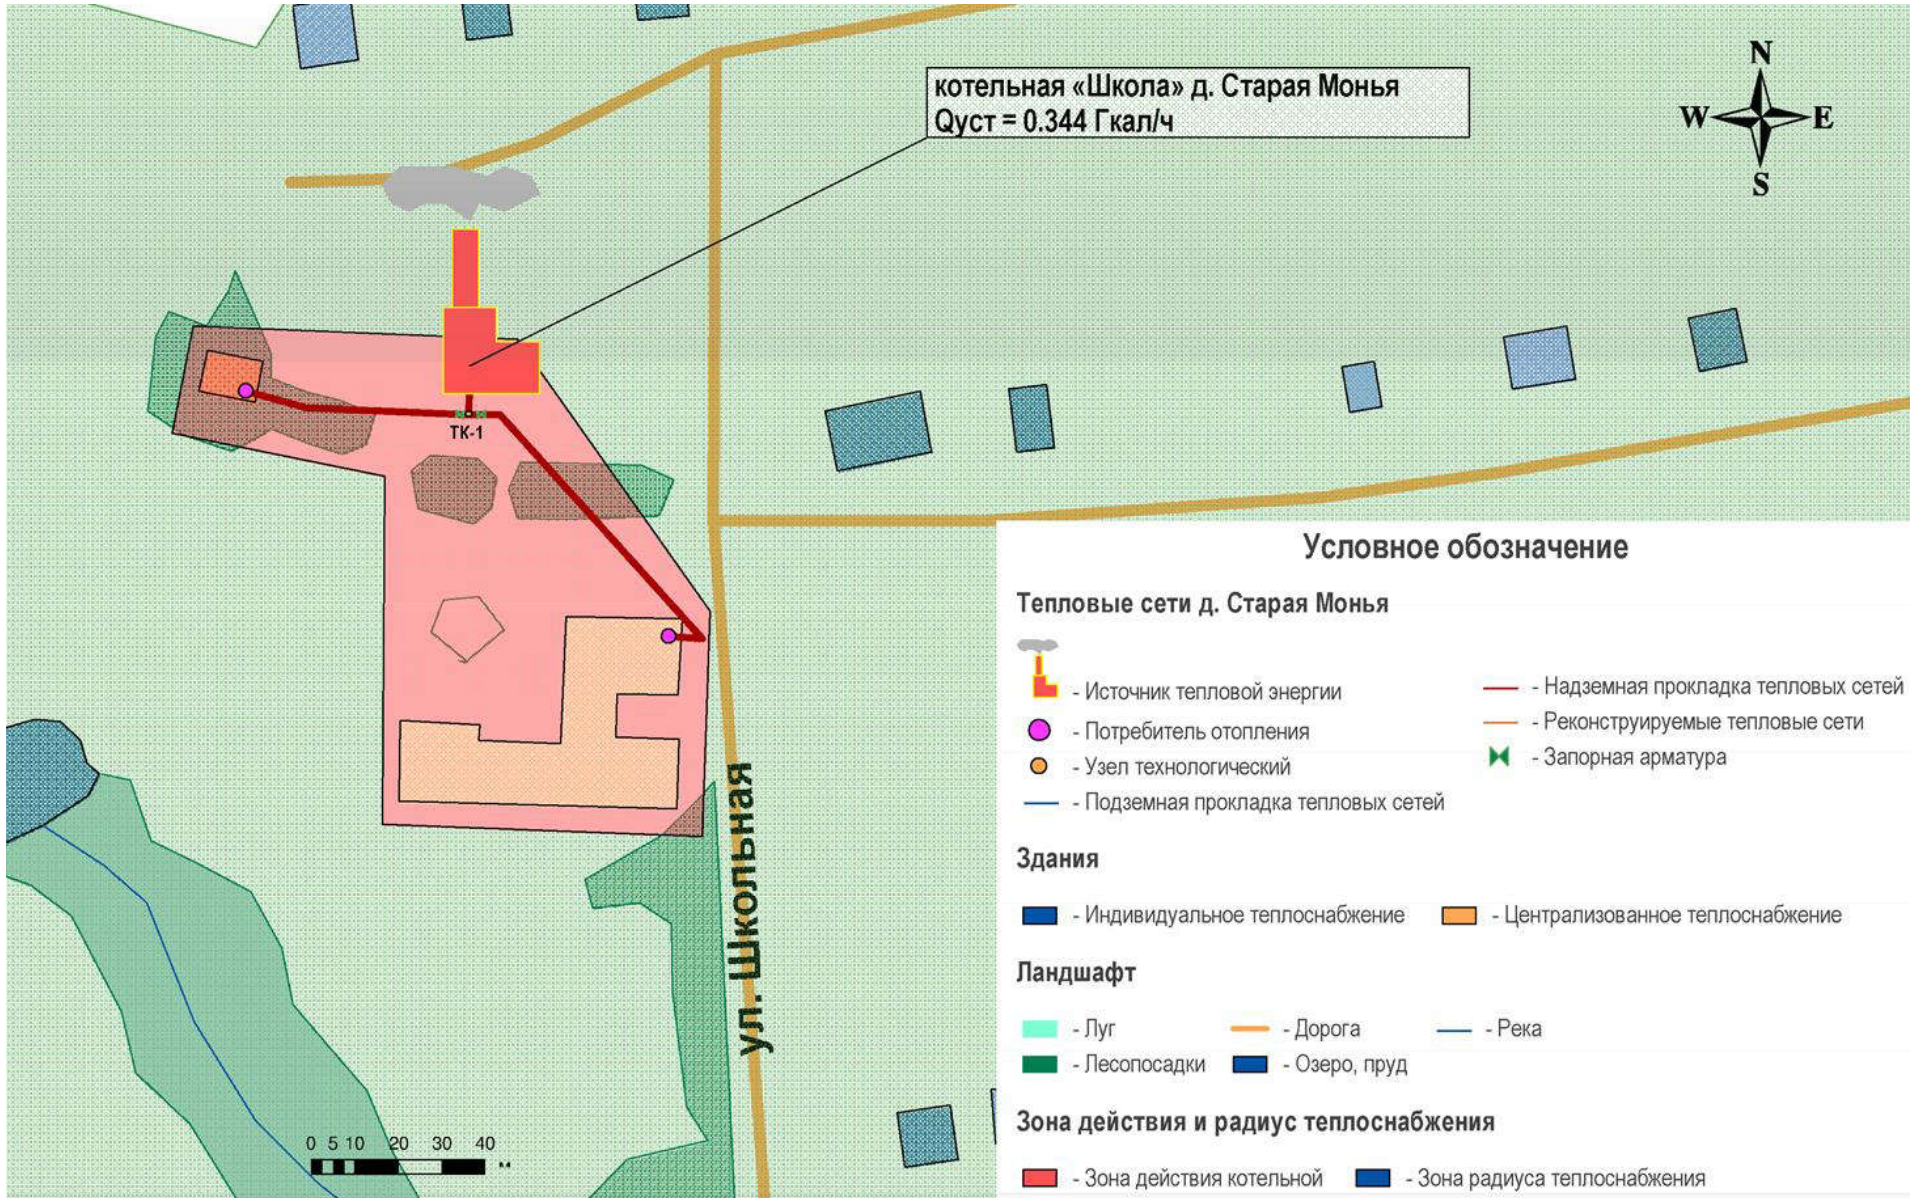 N
котельная «Школа» д. Старая Монья
Qуст = 0.344 Гкал/ч
W E
S
ТК-1
Условное обозначение
Тепловые сети д. Старая Монья
- Источник тепловой энергии
- Надземная прокладка тепловых сетей
- Потребитель отопления
- Реконструируемые тепловые сети
- Узел технологический
- Запорная арматура
- Подземная прокладка тепловых сетей
ул. Школьная
Здания
- Индивидуальное теплоснабжение
- Централизованное теплоснабжение
Ландшафт
- Луг
- Дорога
- Река
- Лесопосадки
- Озеро, пруд
Зона действия и радиус теплоснабжения
0 5 10 20 30 40
м
- Зона действия котельной
- Зона радиуса теплоснабжения